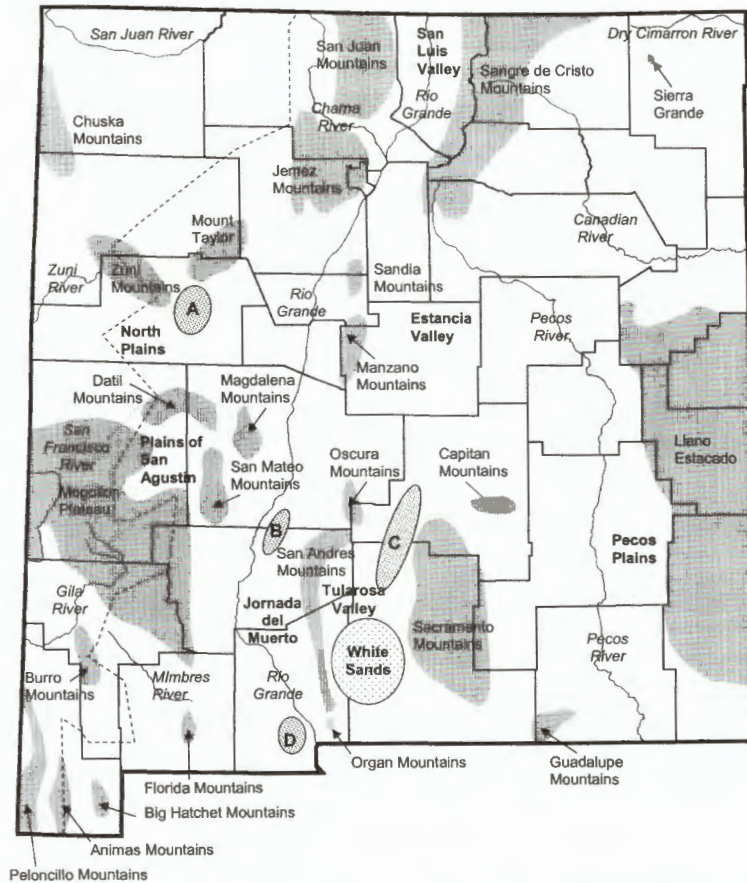 San Juan River
San Juan
Mountains
San
Luis
Valley
Dry Cimarron River
Sangre de Cristo
Mountains
Sierra
Grande
Chuska
Mountains
Chama
River
Rio
Grande
Jemez
Mountains
Mount
Taylor
Canadian
River
Zuni
River
Zuni
Mountains
A
North
Plains
Rio
Grande
Sandia
Mountains
Estancia
Valley
Pecos
River
Manzano
Mountains
Datil
Mountains
Magdalena
Mountains
San
Francisco
River
Plains of
San
Agustin
San Mateo
Mountains
Oscura
Mountains
Capitan
Mountains
Llano
Estacado
Mogollon
Plateau
B
C
San Andres
Mountains
Pecos
Plains
Gila
River
Jornada
del
Muerto
Tularosa
Valley
Sacramento
Mountains
White
Sands
Burro
Mountains
MImbres
River
Rio
Grande
Pecos
River
D
Organ Mountains
Guadalupe
Mountains
Florida Mountains
Big Hatchet Mountains
Animas Mountains
Peloncillo Mountains